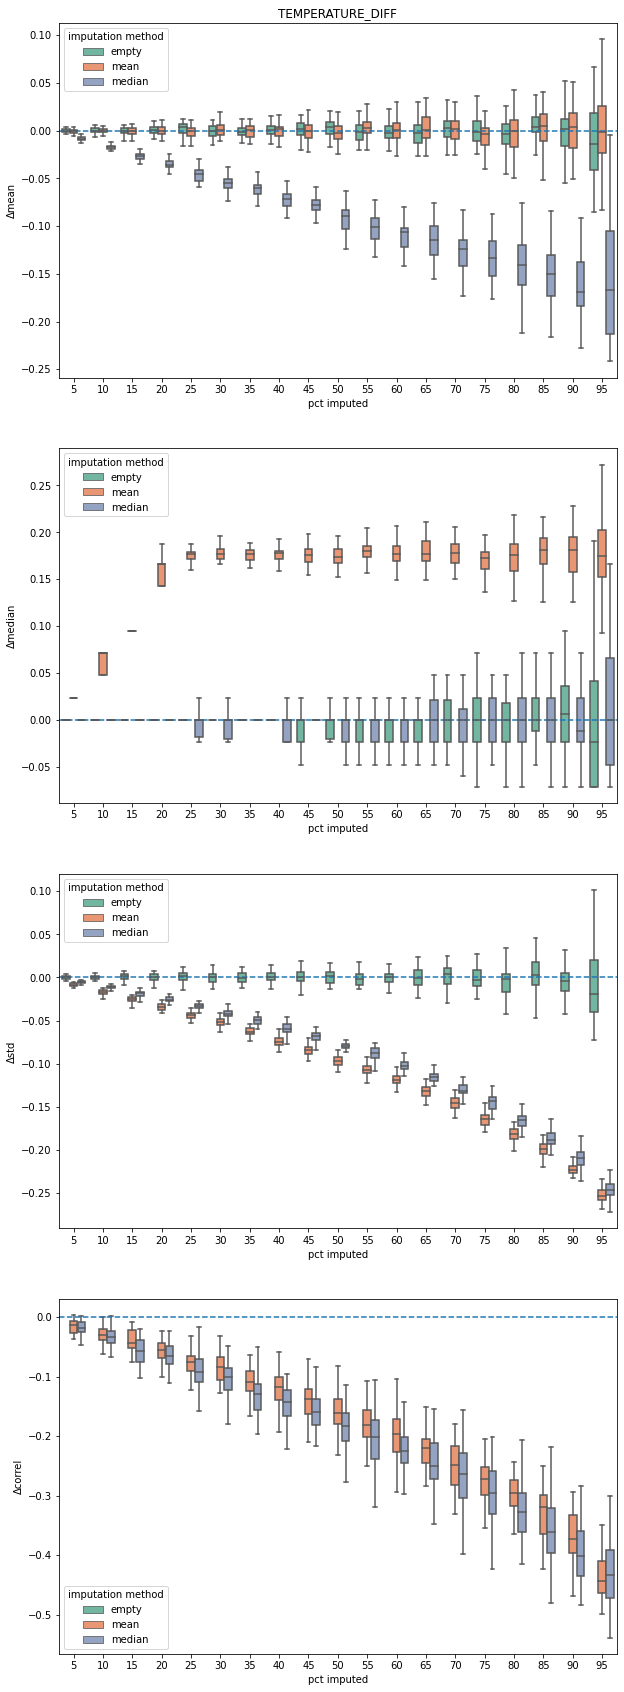 TEMPERATURE_DIFF
imputation method
empty
mean
median
0.10
0.05
0.00
−0.05
−0.10
−0.15
−0.20
−0.25
Δmean
5 10 15 20 25 30 35 40 45 50 55 60 65 70 75 80 85 90 95
pct imputed
imputation method
empty
mean
median
0.25
0.20
0.15
0.10
0.05
0.00
−0.05
Δmedian
5 10 15 20 25 30 35 40 45 50 55 60 65 70 75 80 85 90 95
pct imputed
imputation method
empty
mean
median
0.10
0.05
0.00
−0.05
−0.10
−0.15
−0.20
−0.25
Δstd
5 10 15 20 25 30 35 40 45 50 55 60 65 70 75 80 85 90 95
pct imputed
0.0
−0.1
−0.2
−0.3
−0.4
−0.5
Δcorrel
imputation method
empty
mean
median
5 10 15 20 25 30 35 40 45 50 55 60 65 70 75 80 85 90 95
pct imputed